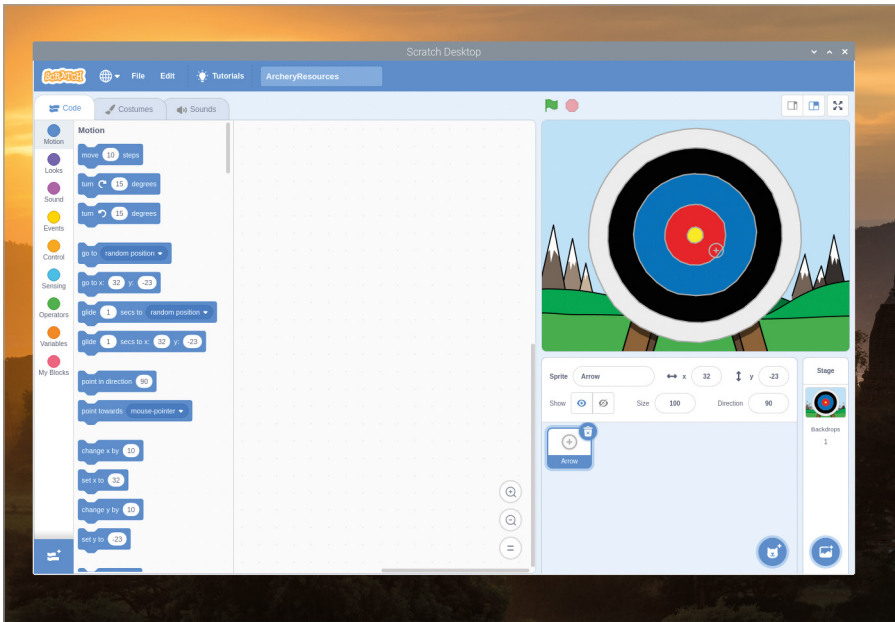 Scratch Desktop
SCRATCH File Edit Tutorials ArcheryResources
Code Costumes Sounds
Motion
Looks
Sound
Events
Control
Sensing
Operators
Variables
My Blocks
Motion
move 10 steps
turn 15 degrees
turn 15 degrees
go to random position
go to x: 32 y: -23
glide 1 secs to random position
glide 1 secs to x: 32 y: -23
point in direction 90
point towards mouse-pointer
change x by 10
set x to 32
change y by 10
set y to -23
Sprite Arrow x 32 y -23
Show Size 100 Direction 90
Arrow
Stage
Backdrops
1